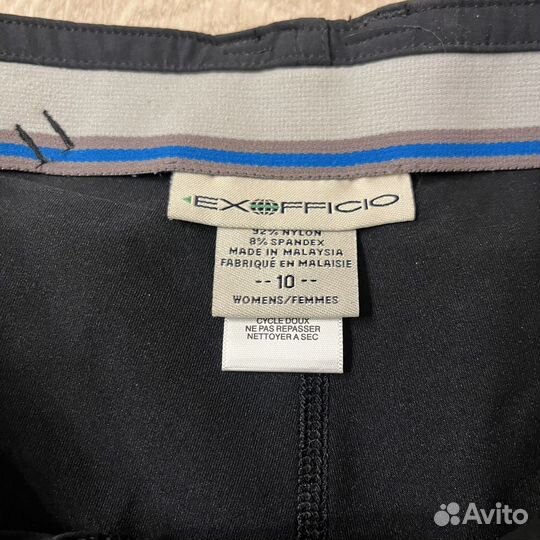 EXOFFICIO
92% NYLON
8% SPANDEX
MADE IN MALAYSIA
FABRIQUÉ EN MALAISIE
-- 10 --
WOMENS/FEMMES
CYCLE DOUX
NE PAS REPASSER
NETTOYER A SEC
Avito